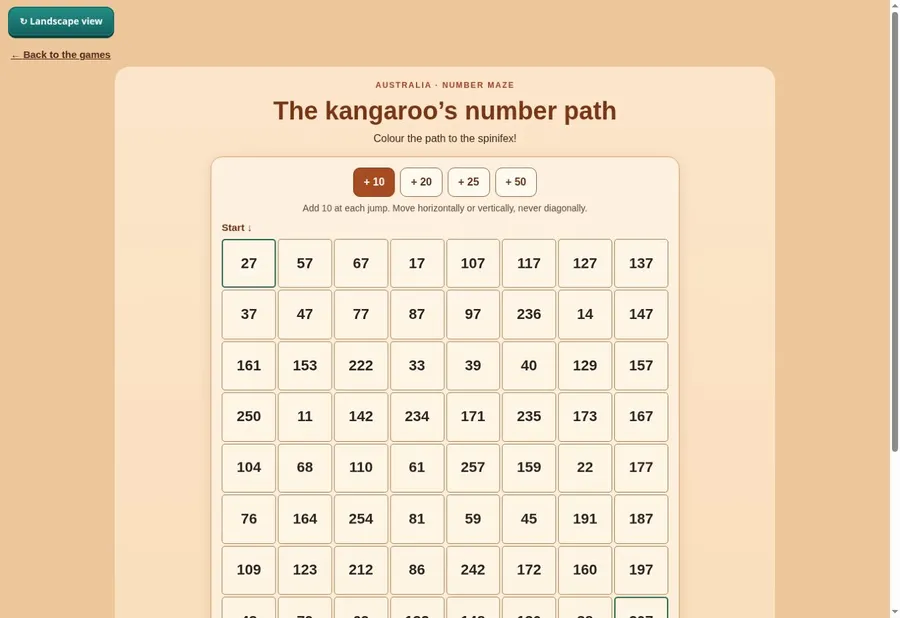 ↻ Landscape view
← Back to the games
AUSTRALIA · NUMBER MAZE
The kangaroo’s number path
Colour the path to the spinifex!
+ 10 + 20 + 25 + 50
Add 10 at each jump. Move horizontally or vertically, never diagonally.
Start ↓
27 57 67 17 107 117 127 137
37 47 77 87 97 236 14 147
161 153 222 33 39 40 129 157
250 11 142 234 171 235 173 167
104 68 110 61 257 159 22 177
76 164 254 81 59 45 191 187
109 123 212 86 242 172 160 197